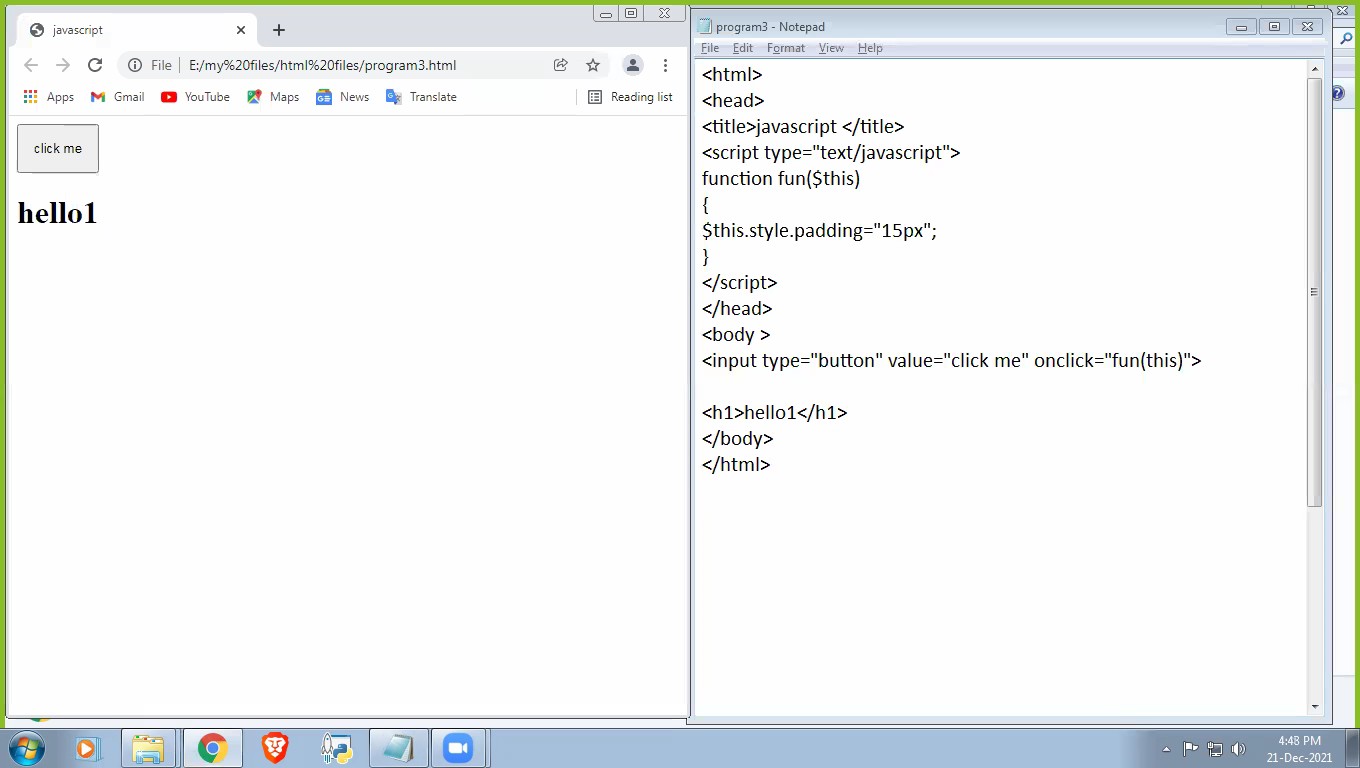 javascript
File E:/my%20files/html%20files/program3.html
Apps Gmail YouTube Maps News Translate Reading list
click me
hello1
program3 - Notepad
File Edit Format View Help
<html>
<head>
<title>javascript </title>
<script type="text/javascript">
function fun($this)
{
$this.style.padding="15px";
}
</script>
</head>
<body >
<input type="button" value="click me" onclick="fun(this)">
<h1>hello1</h1>
</body>
</html>
4:48 PM
21-Dec-2021